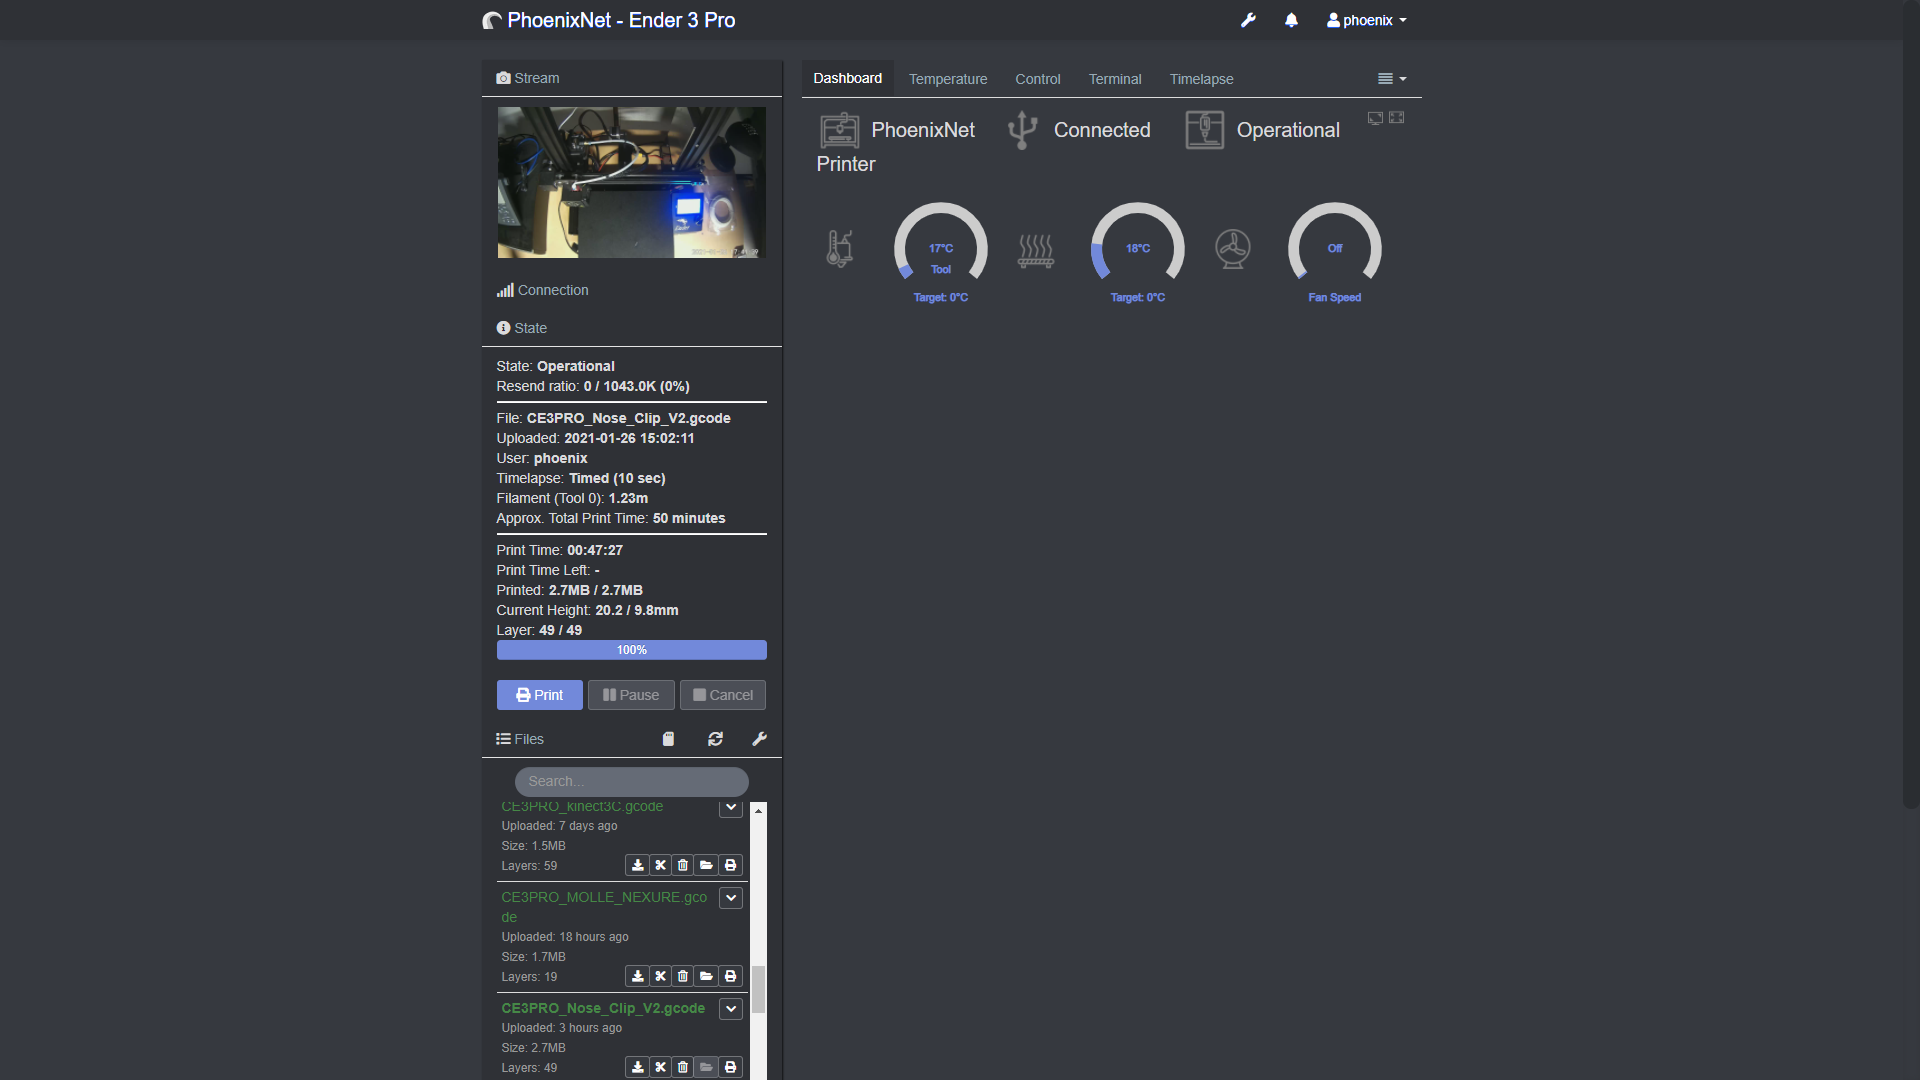 PhoenixNet - Ender 3 Pro
phoenix
Stream
Connection
State
State: Operational
Resend ratio: 0 / 1043.0K (0%)
File: CE3PRO_Nose_Clip_V2.gcode
Uploaded: 2021-01-26 15:02:11
User: phoenix
Timelapse: Timed (10 sec)
Filament (Tool 0): 1.23m
Approx. Total Print Time: 50 minutes
Print Time: 00:47:27
Print Time Left: -
Printed: 2.7MB / 2.7MB
Current Height: 20.2 / 9.8mm
Layer: 49 / 49
100%
Print Pause Cancel
Files
Search...
CE3PRO_kinect3C.gcode
Uploaded: 7 days ago
Size: 1.5MB
Layers: 59
CE3PRO_MOLLE_NEXURE.gco
de
Uploaded: 18 hours ago
Size: 1.7MB
Layers: 19
CE3PRO_Nose_Clip_V2.gcode
Uploaded: 3 hours ago
Size: 2.7MB
Layers: 49
Dashboard Temperature Control Terminal Timelapse
PhoenixNet Connected Operational
Printer
17°C 18°C Off
Tool
Target: 0°C Target: 0°C Fan Speed